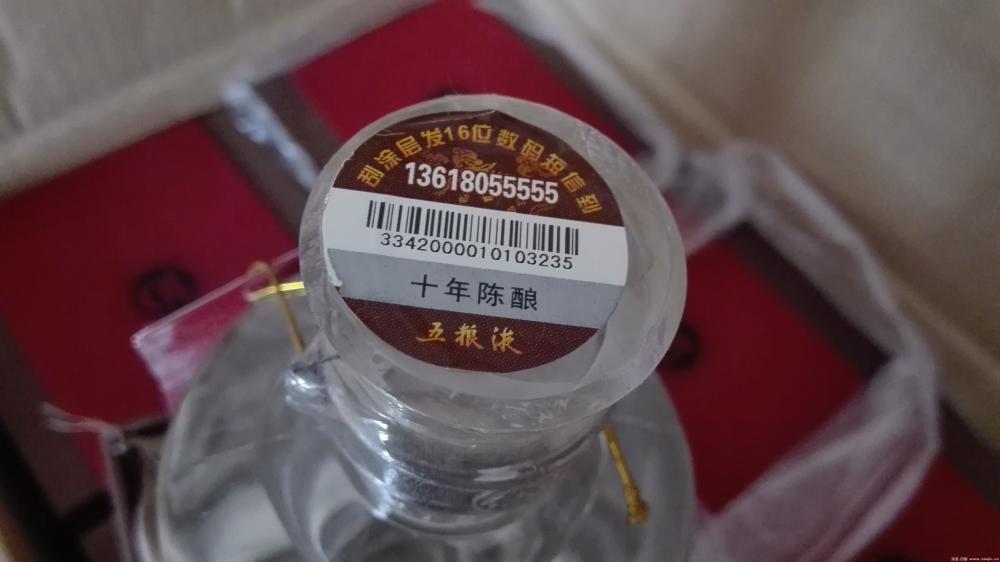 刮涂层发16位数码短信到
13618055555
3342000010103235
十年陈酿
五粮液